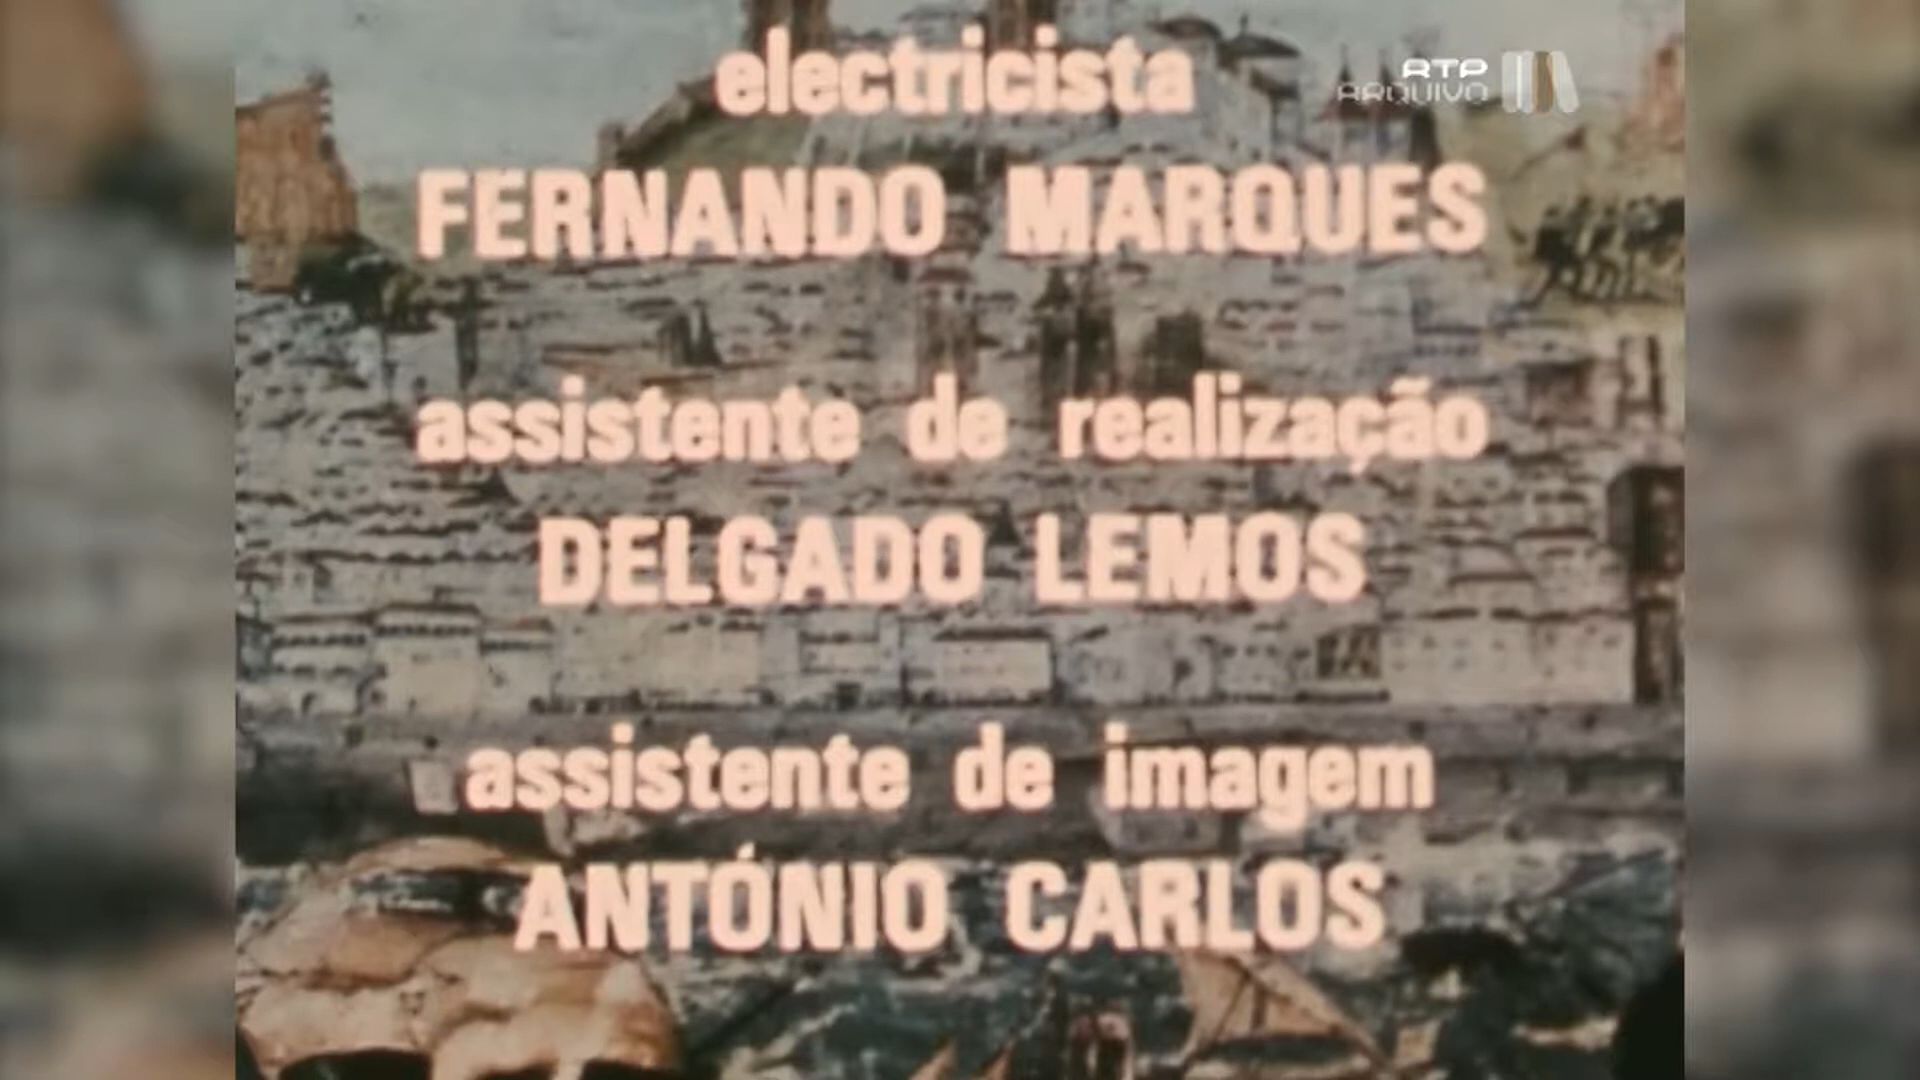 electricista
RTP
ARQUIVO
FERNANDO MARQUES
assistente de realização
DELGADO LEMOS
assistente de imagem
ANTÓNIO CARLOS